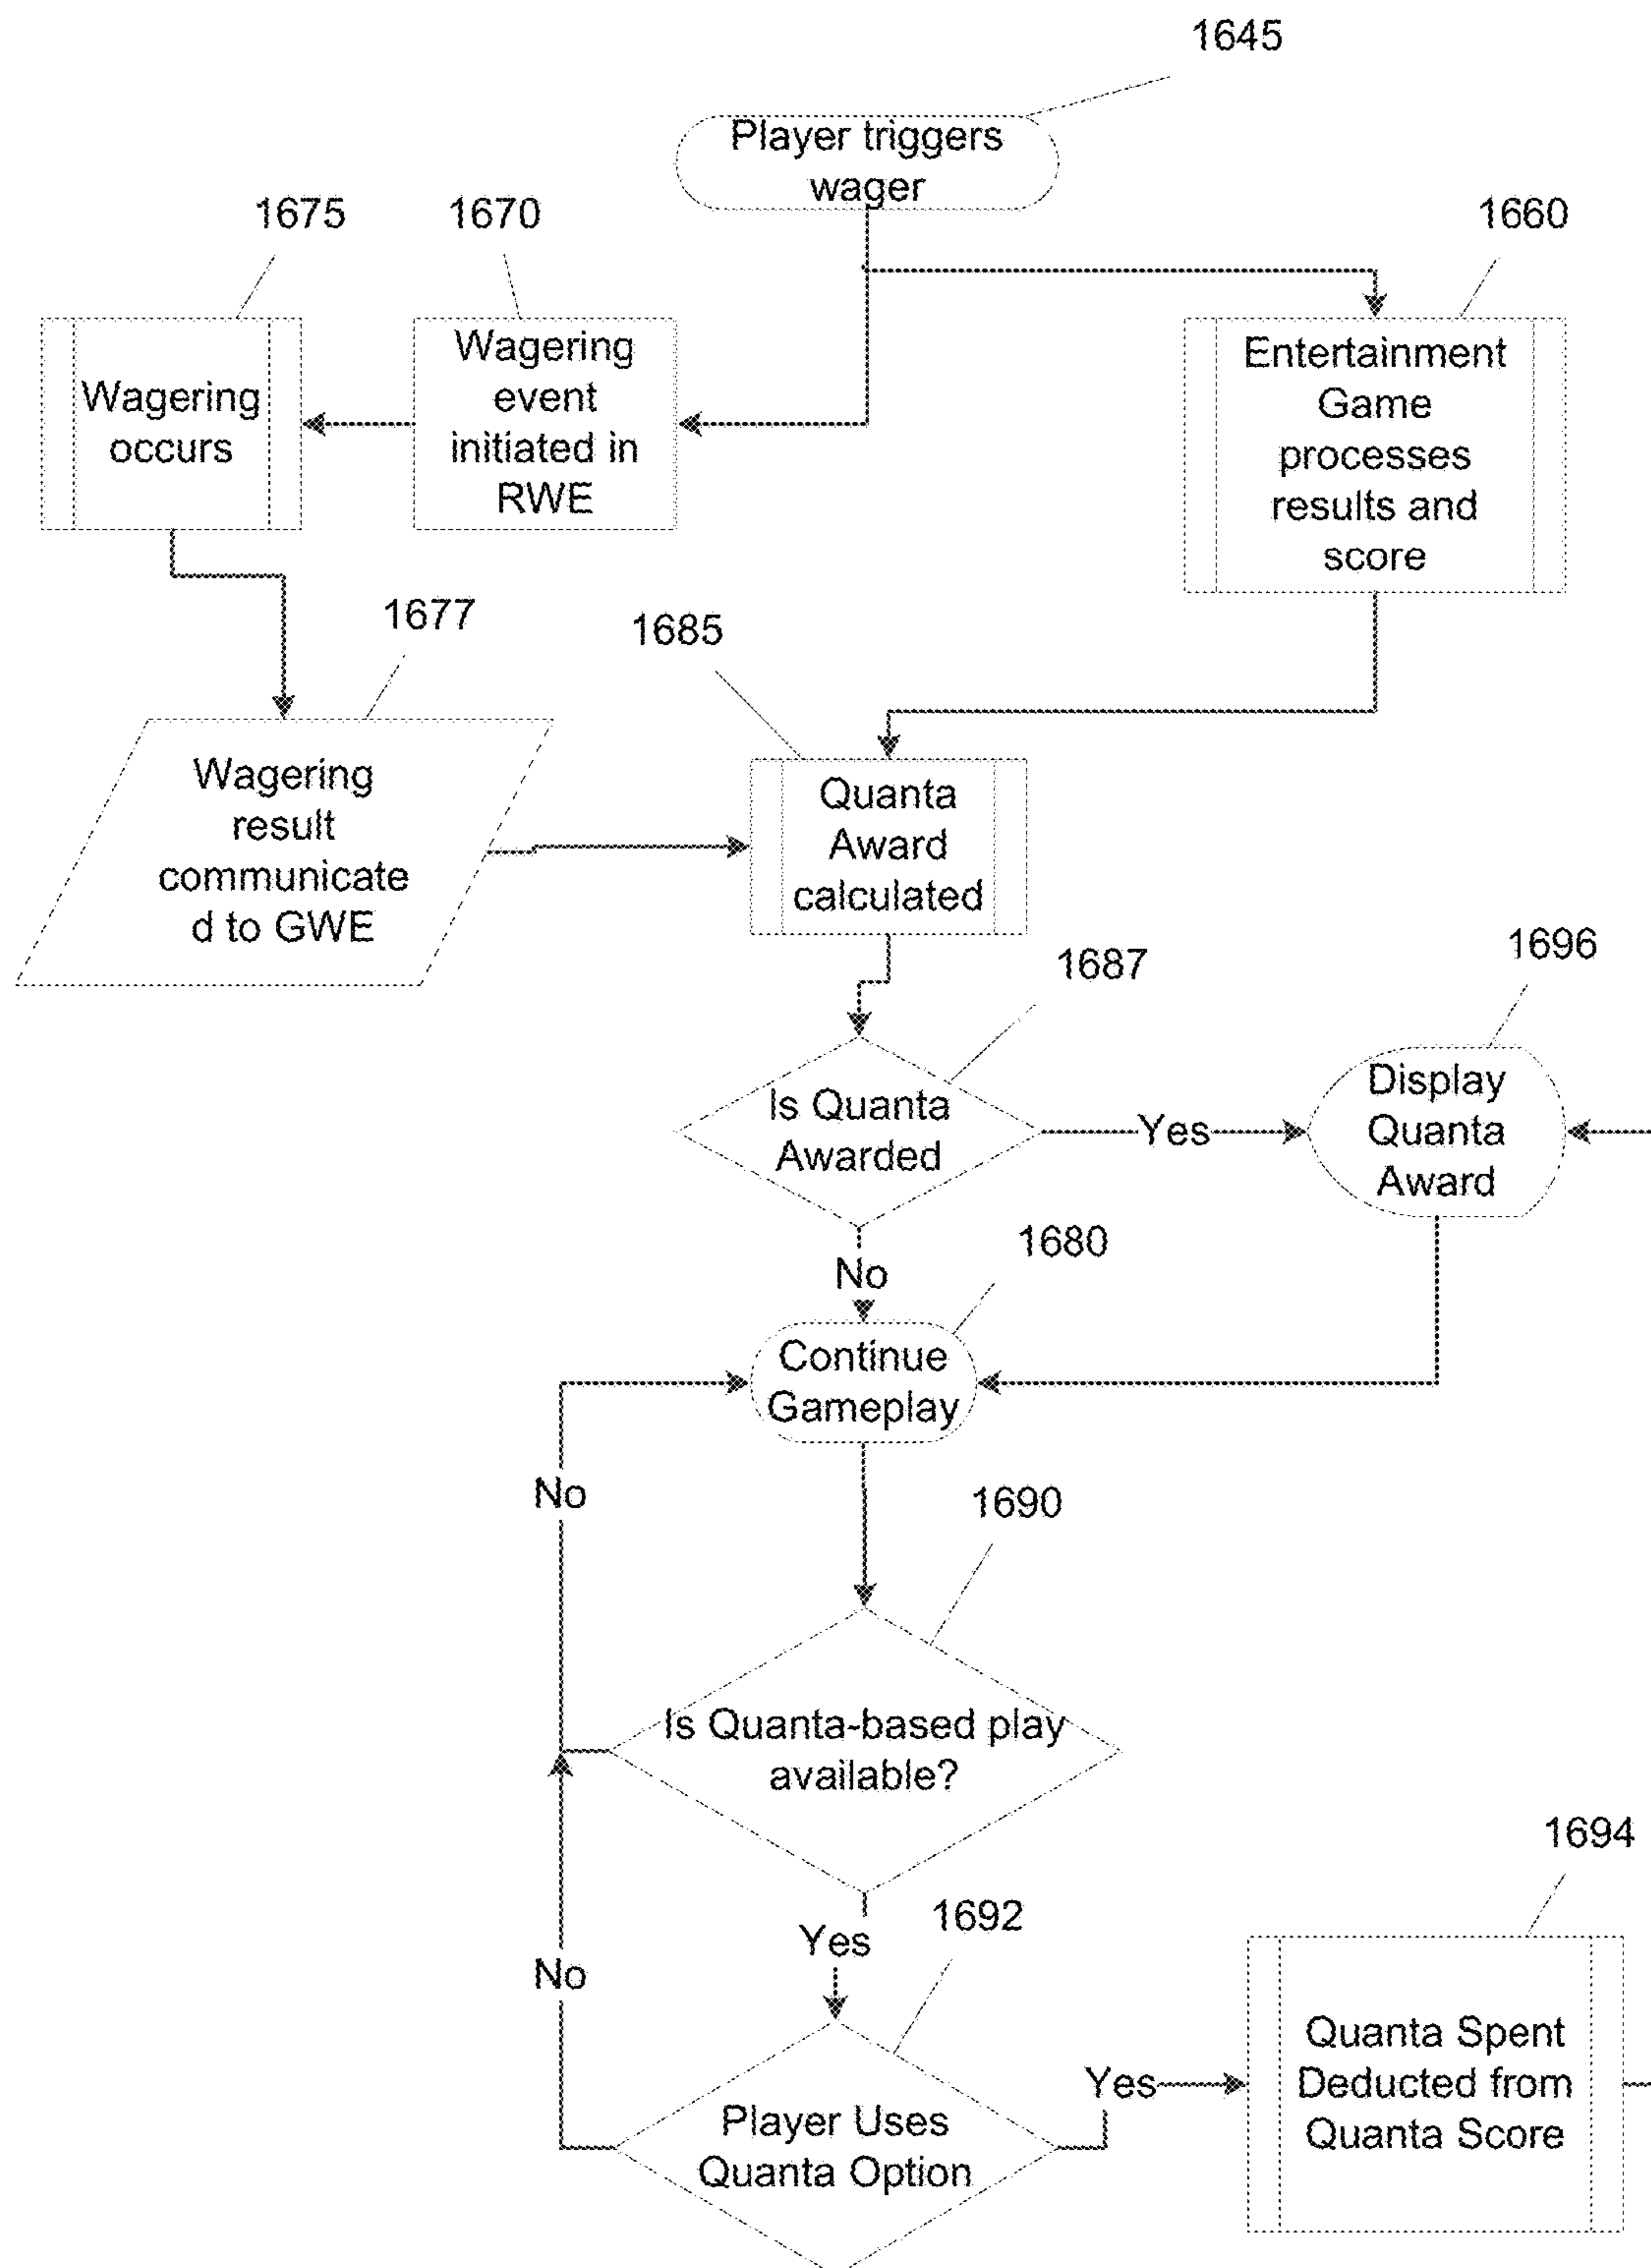 1645
Player triggers
wager
1675
1670
1660
Wagering
occurs
Wagering
event
initiated in
RWE
Entertainment
Game
processes
results and
score
1677
1685
Wagering
result
communicate
d to GWE
Quanta
Award
calculated
1687
1696
Is Quanta
Awarded
Yes
Display
Quanta
Award
No
1680
Continue
Gameplay
No
1690
Is Quanta-based play
available?
1694
Yes
1692
No
Quanta Spent
Deducted from
Quanta Score
Yes
Player Uses
Quanta Option